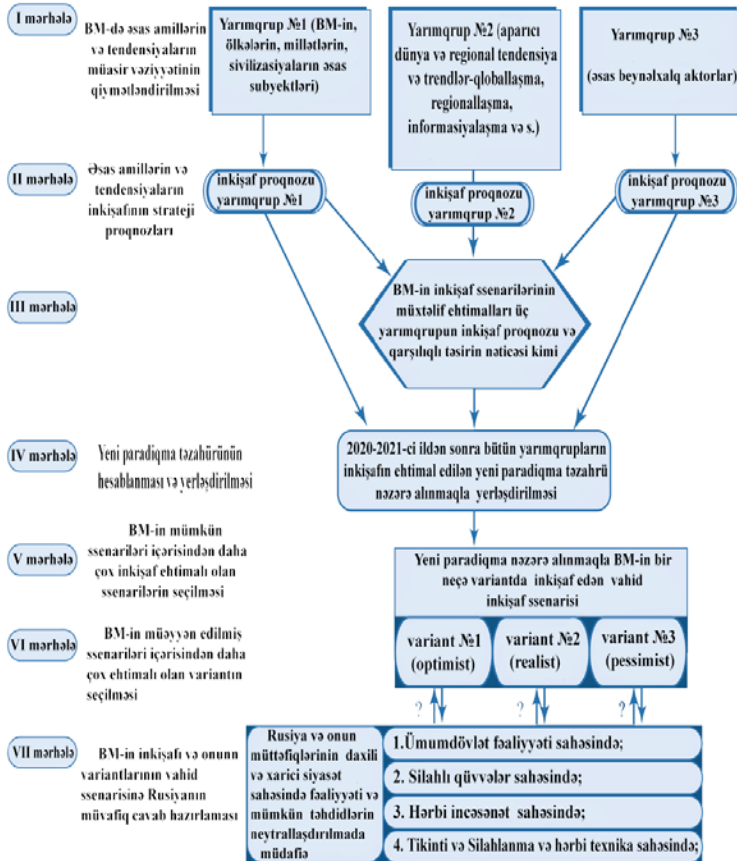 I mərhələ
BM-də əsas amillərin
və tendensiyaların
müasir vəziyyətinin
qiymətləndirilməsi
Yarımqrup №1 (BM-in,
ölkələrin, millətlərin,
sivilizasiyaların əsas
subyektləri)
Yarımqrup №2 (aparıcı
dünya və regional tendensiya
və trendlər-qloballaşma,
regionallaşma,
informasiyalaşma və s.)
Yarımqrup №3
(əsas beynəlxalq aktorlar)
II mərhələ
Əsas amillərin və
tendensiyaların
inkişafının strateji
proqnozları
inkişaf proqnozu
yarımqrup №1
inkişaf proqnozu
yarımqrup №2
inkişaf proqnozu
yarımqrup №3
III mərhələ
BM-in inkişaf ssenarilərinin
müxtəlif ehtimalları üç
yarımqrupun inkişaf proqnozu və
qarşılıqlı təsirin nəticəsi kimi
IV mərhələ
Yeni paradiqma təzahürünün
hesablanması və yerləşdirilməsi
2020-2021-ci ildən sonra bütün yarımqrupların
inkişafın ehtimal edilən yeni paradiqma təzahrü
nəzərə alınmaqla yerləşdirilməsi
V mərhələ
BM-in mümkün
ssenariləri içərisindən daha
çox inkişaf ehtimalı olan
ssenarilərin seçilməsi
Yeni paradiqma nəzərə alınmaqla BM-in bir
neçə variantda inkişaf edən vahid
inkişaf ssenarisi
VI mərhələ
BM-in müəyyən edilmiş
ssenariləri içərisindən daha
çox ehtimalı olan variantın
seçilməsi
variant №1
(optimist)
variant №2
(realist)
variant №3
(pessimist)
? ? ?
VII mərhələ
BM-in inkişafı və onunn
variantlarının vahid
ssenarisinə Rusiyanın
müvafiq cavab hazırlaması
Rusiya və onun
müttəfiqlərinin daxili
və xarici siyasət
sahəsində fəaliyyəti və
mümkün təhdidlərin
neytrallaşdırılmada
müdafiə
1.Ümumdövlət fəaliyyəti sahəsində;
2. Silahlı qüvvələr sahəsində;
3. Hərbi incəsənət sahəsində;
4. Tikinti və Silahlanma və hərbi texnika sahəsində;